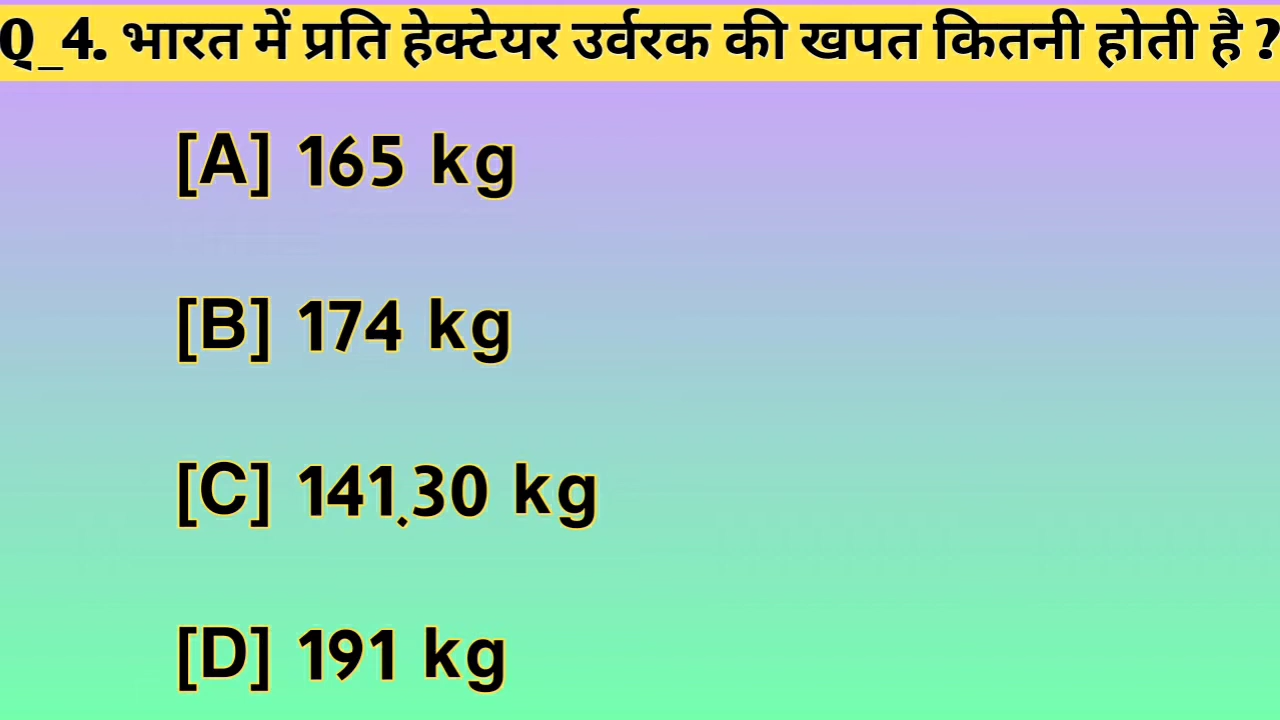 Q_4. भारत में प्रति हेक्टेयर उर्वरक की खपत कितनी होती है ?
[A] 165 kg
[B] 174 kg
[C] 141.30 kg
[D] 191 kg